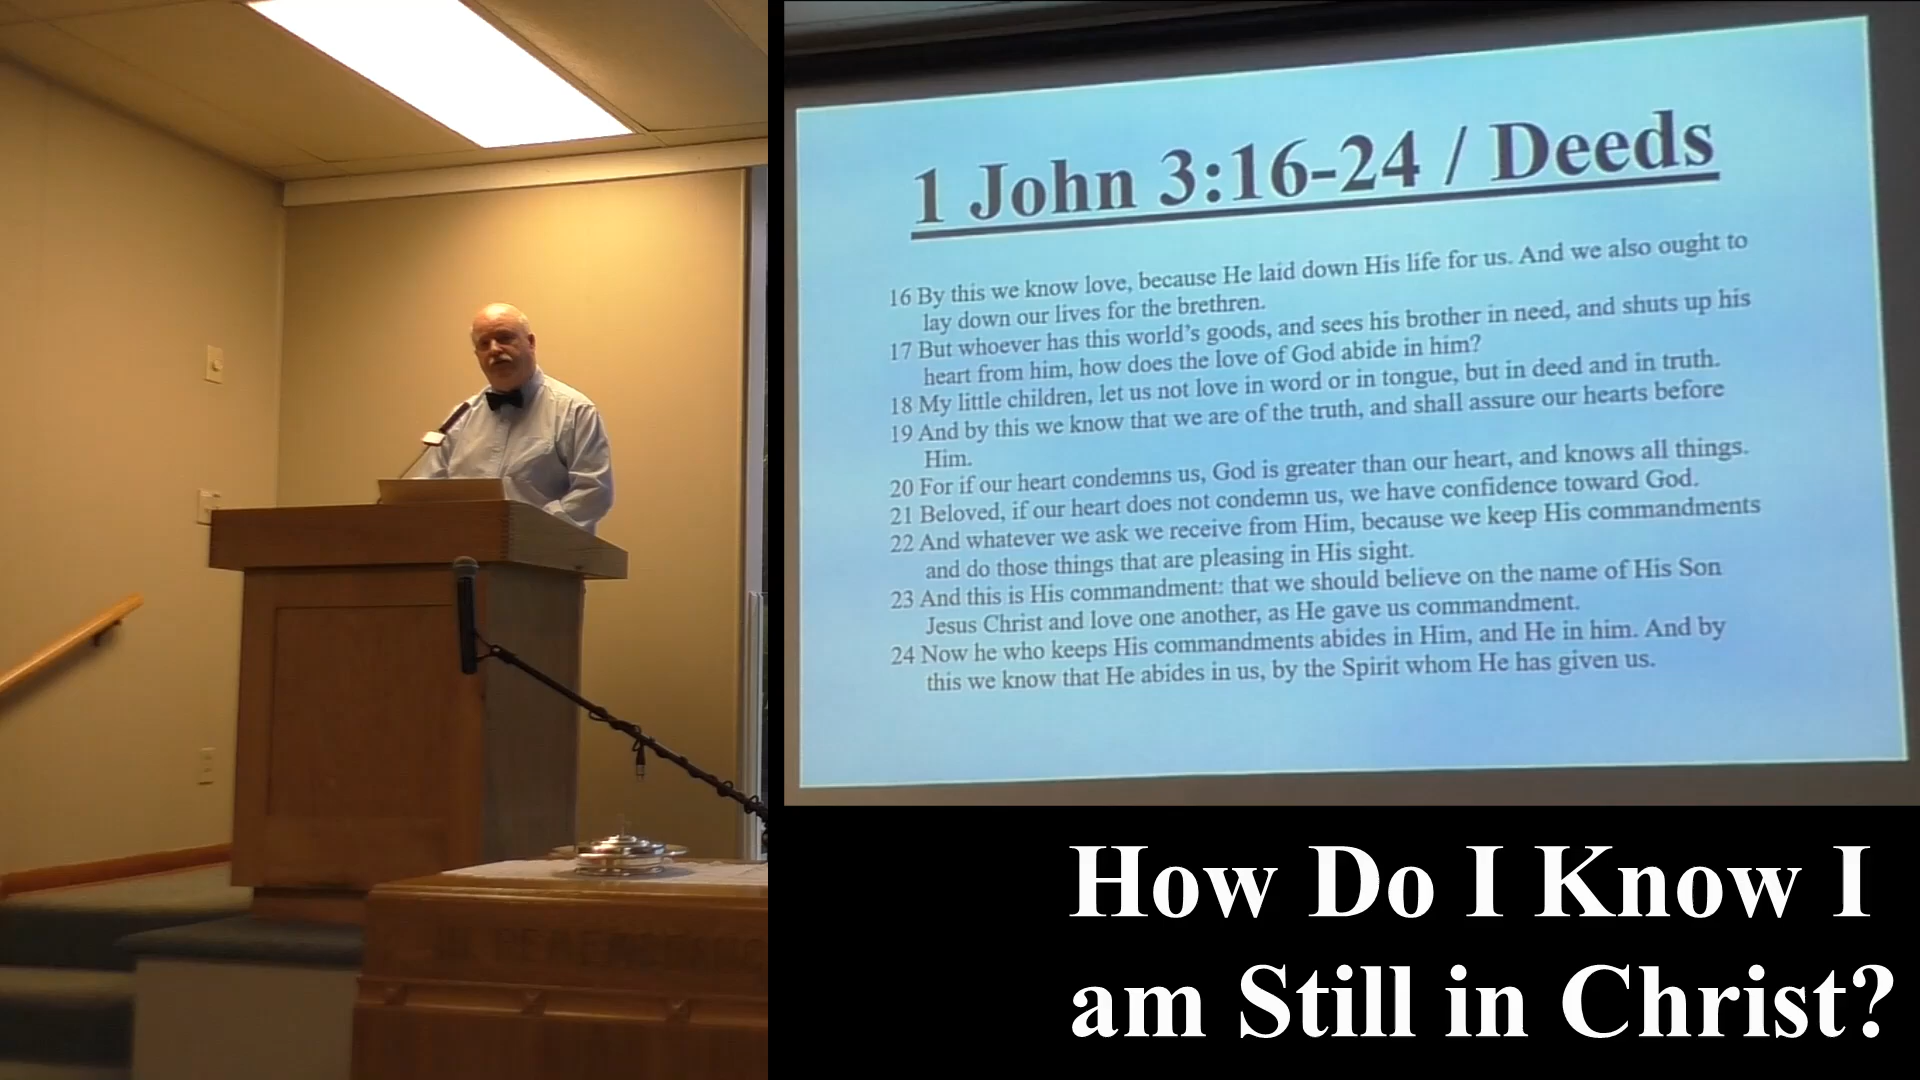 1 John 3:16-24 / Deeds
16 By this we know love, because He laid down His life for us. And we also ought to
lay down our lives for the brethren.
17 But whoever has this world's goods, and sees his brother in need, and shuts up his
heart from him, how does the love of God abide in him?
18 My little children, let us not love in word or in tongue, but in deed and in truth.
19 And by this we know that we are of the truth, and shall assure our hearts before
Him.
20 For if our heart condemns us, God is greater than our heart, and knows all things.
21 Beloved, if our heart does not condemn us, we have confidence toward God.
22 And whatever we ask we receive from Him, because we keep His commandments
and do those things that are pleasing in His sight.
23 And this is His commandment: that we should believe on the name of His Son
Jesus Christ and love one another, as He gave us commandment.
24 Now he who keeps His commandments abides in Him, and He in him. And by
this we know that He abides in us, by the Spirit whom He has given us.
How Do I Know I
am Still in Christ?